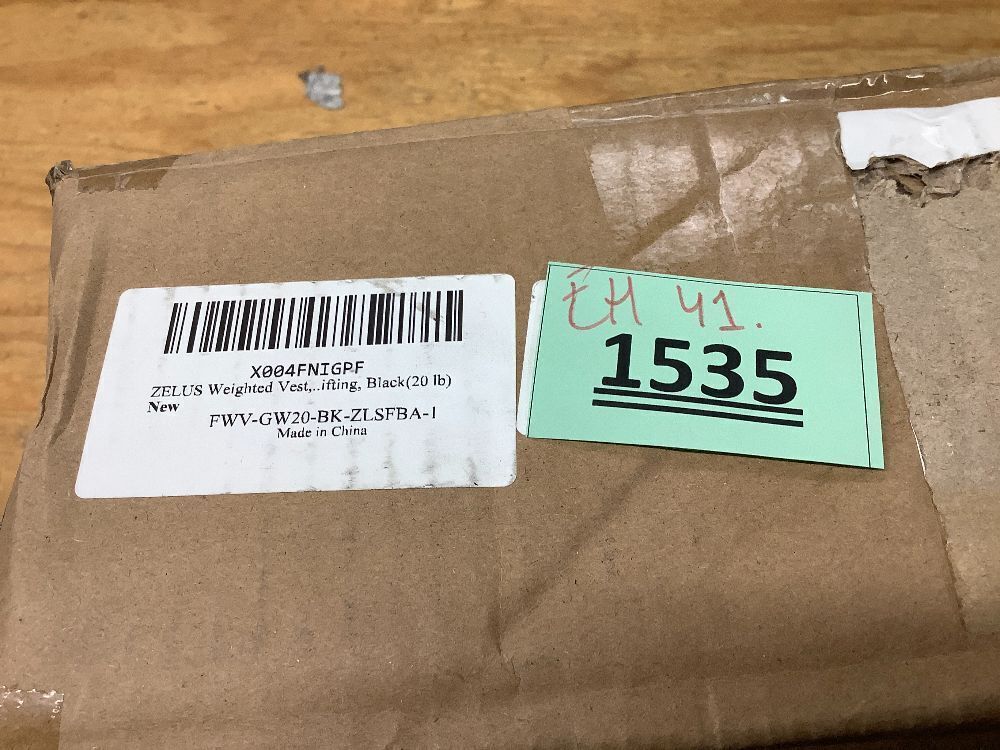 X004FNIGPF
ZELUS Weighted Vest,..ifting, Black(20 lb)
New
FWV-GW20-BK-ZLSFBA-1
Made in China
41.
1535